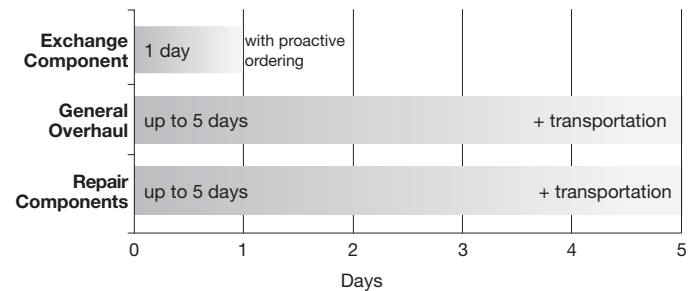 Exchange
Component
1 day
with proactive
ordering
General
Overhaul
up to 5 days
+ transportation
Repair
Components
up to 5 days
+ transportation
0 1 2 3 4 5
Days